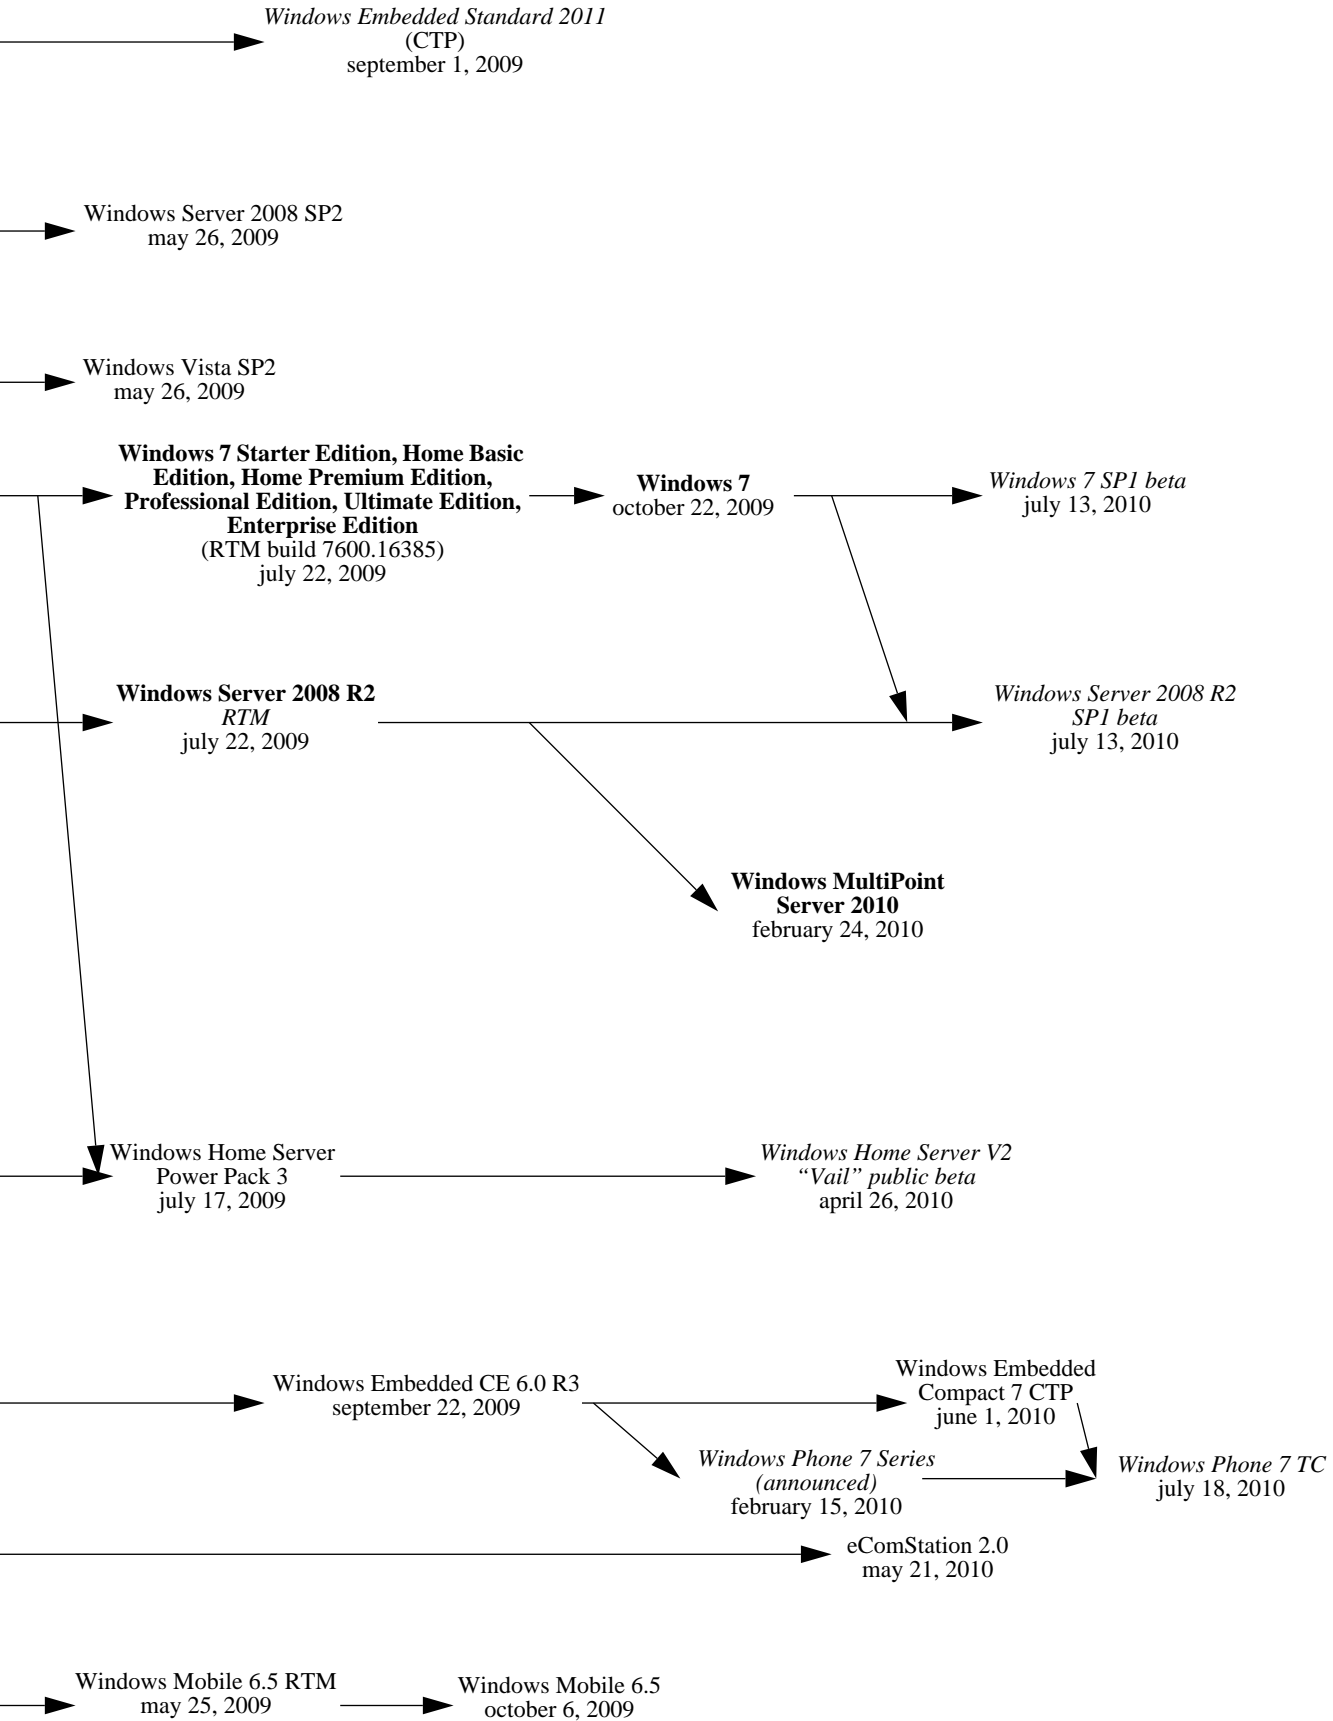 Windows Embedded Standard 2011
(CTP)
september 1, 2009
Windows Server 2008 SP2
may 26, 2009
Windows Vista SP2
may 26, 2009
Windows 7 Starter Edition, Home Basic
Edition, Home Premium Edition,
Professional Edition, Ultimate Edition,
Enterprise Edition
(RTM build 7600.16385)
july 22, 2009
Windows 7
october 22, 2009
Windows 7 SP1 beta
july 13, 2010
Windows Server 2008 R2
RTM
july 22, 2009
Windows Server 2008 R2
SP1 beta
july 13, 2010
Windows MultiPoint
Server 2010
february 24, 2010
Windows Home Server
Power Pack 3
july 17, 2009
Windows Home Server V2
“Vail” public beta
april 26, 2010
Windows Embedded CE 6.0 R3
september 22, 2009
Windows Embedded
Compact 7 CTP
june 1, 2010
Windows Phone 7 Series
(announced)
february 15, 2010
Windows Phone 7 TC
july 18, 2010
eComStation 2.0
may 21, 2010
Windows Mobile 6.5 RTM
may 25, 2009
Windows Mobile 6.5
october 6, 2009